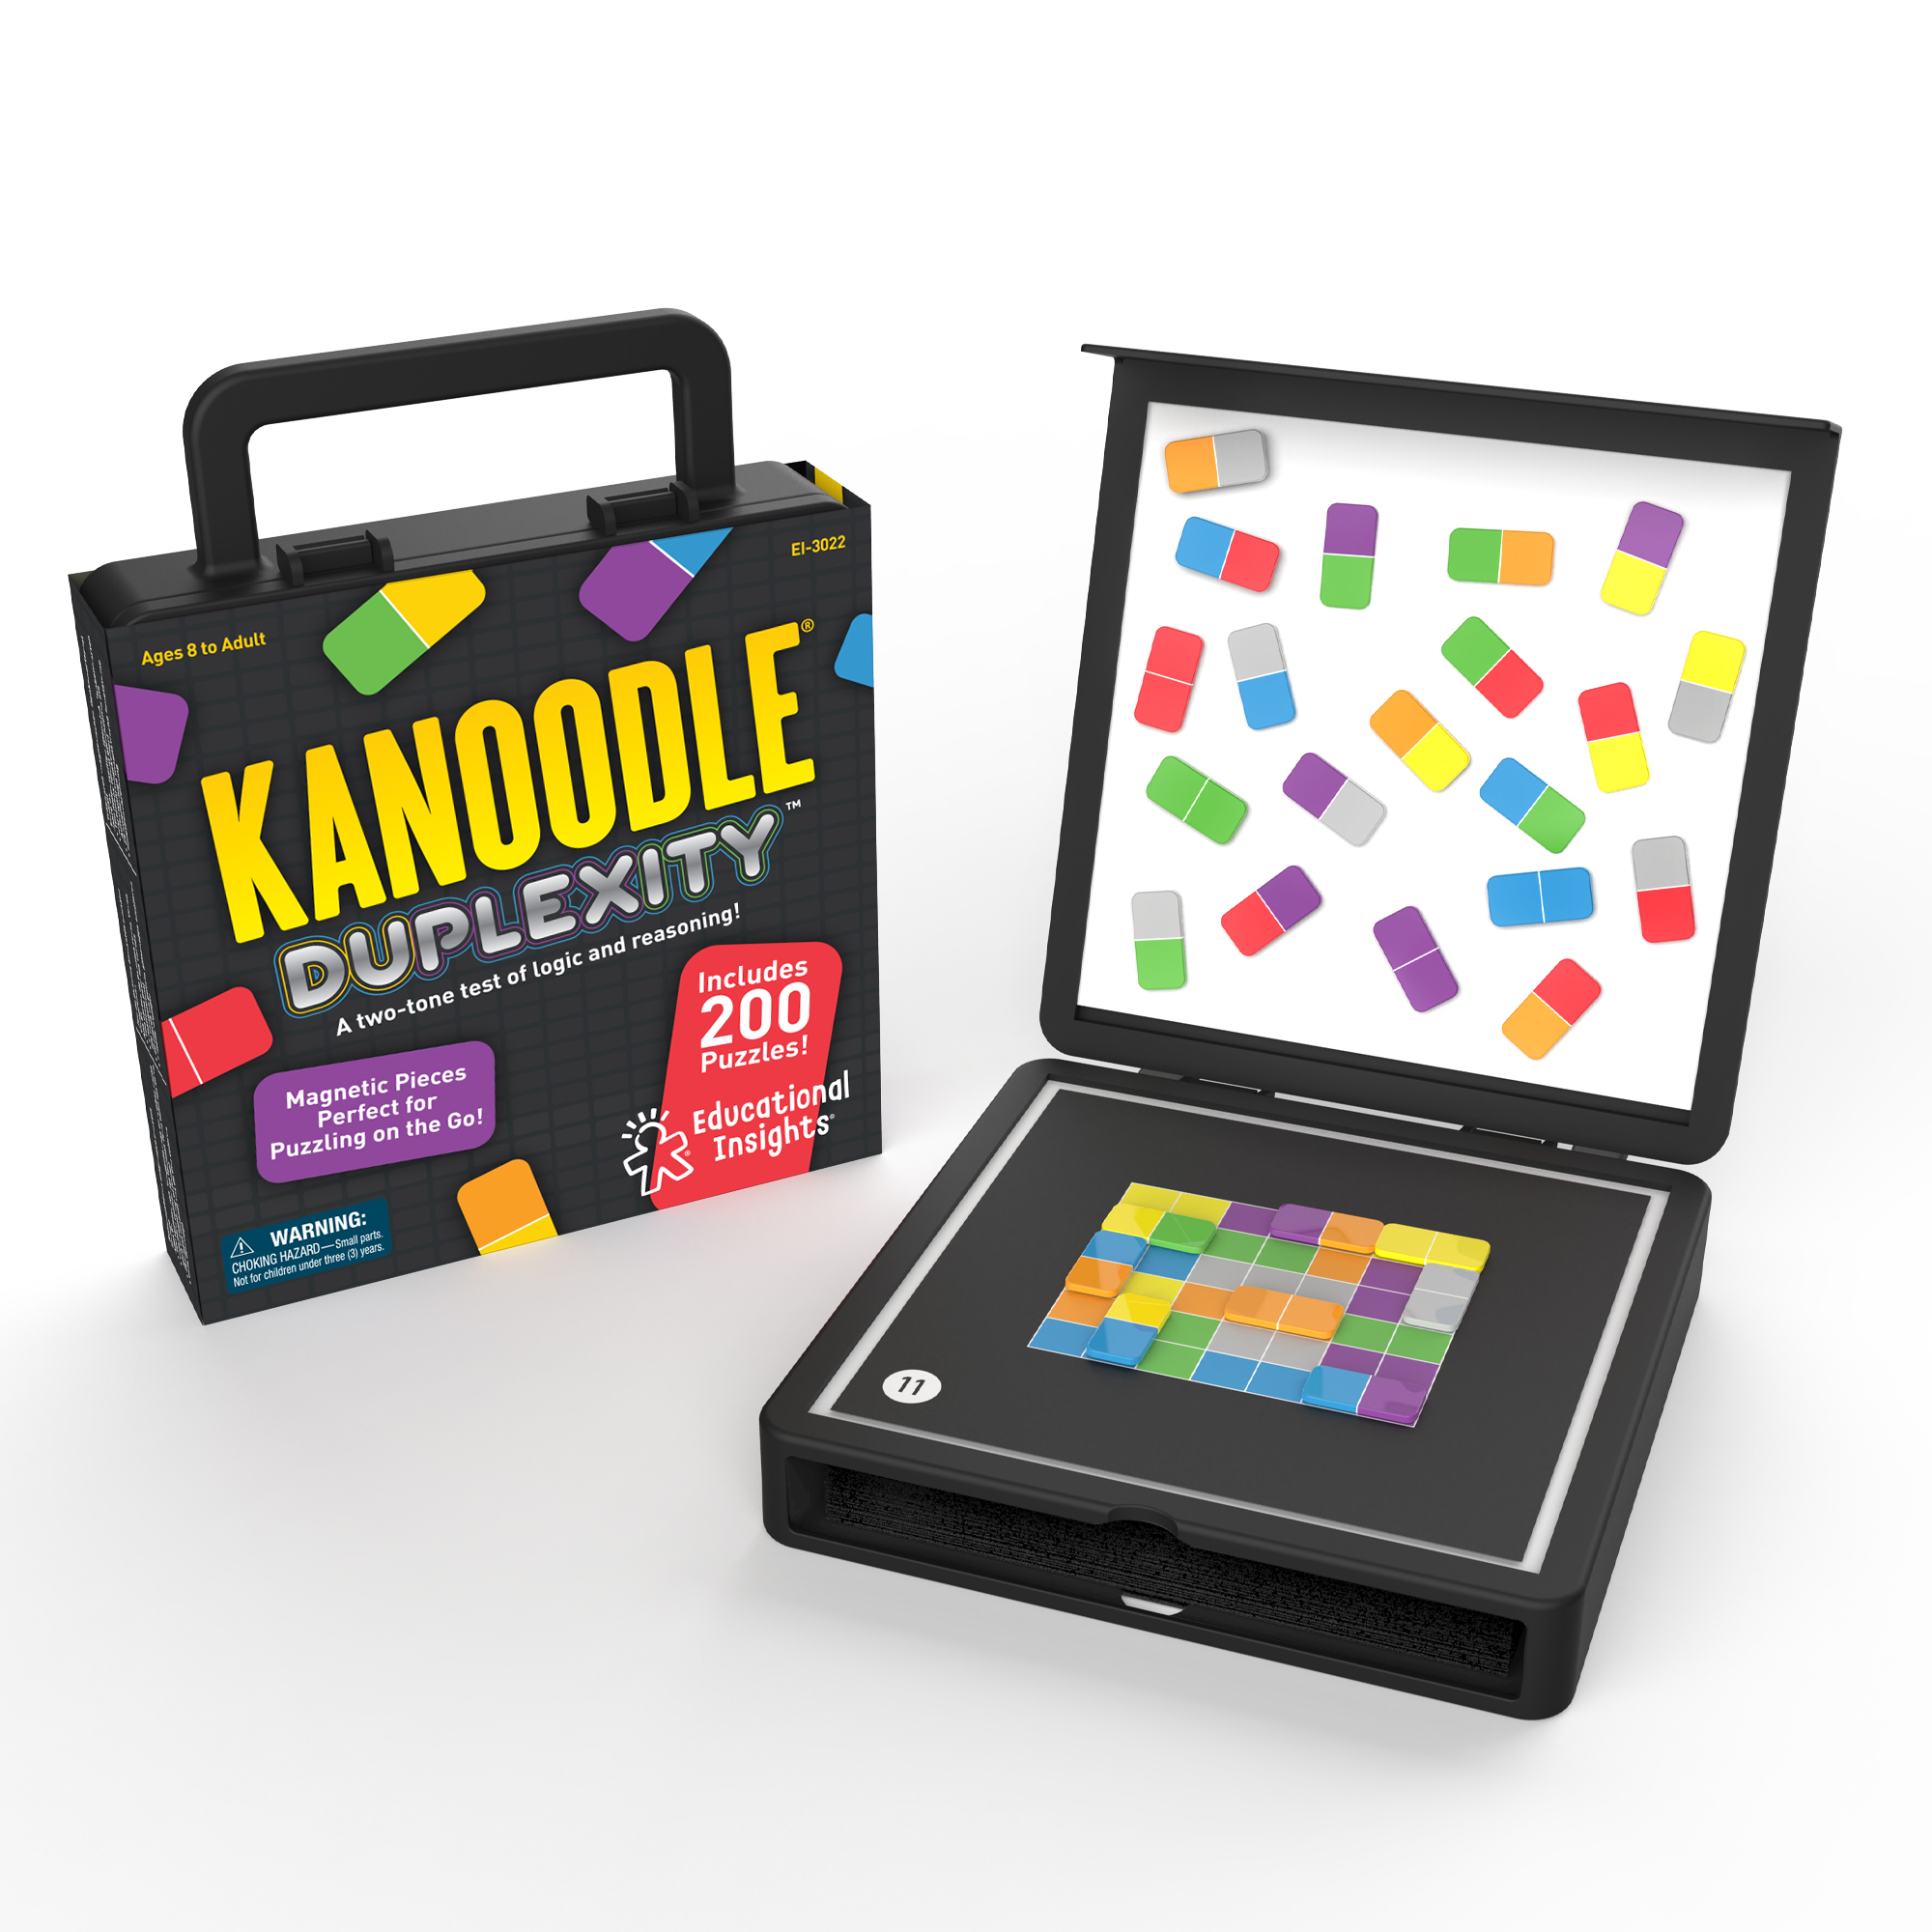 EI-3022
Ages 8 to Adult
KANOODLE®
DUPLEXITY™
A two-tone test of logic and reasoning!
Includes
200
Puzzles!
Magnetic Pieces
Perfect for
Puzzling on the Go!
Educational
Insights®
WARNING:
CHOKING HAZARD—Small parts.
Not for children under three (3) years.
11